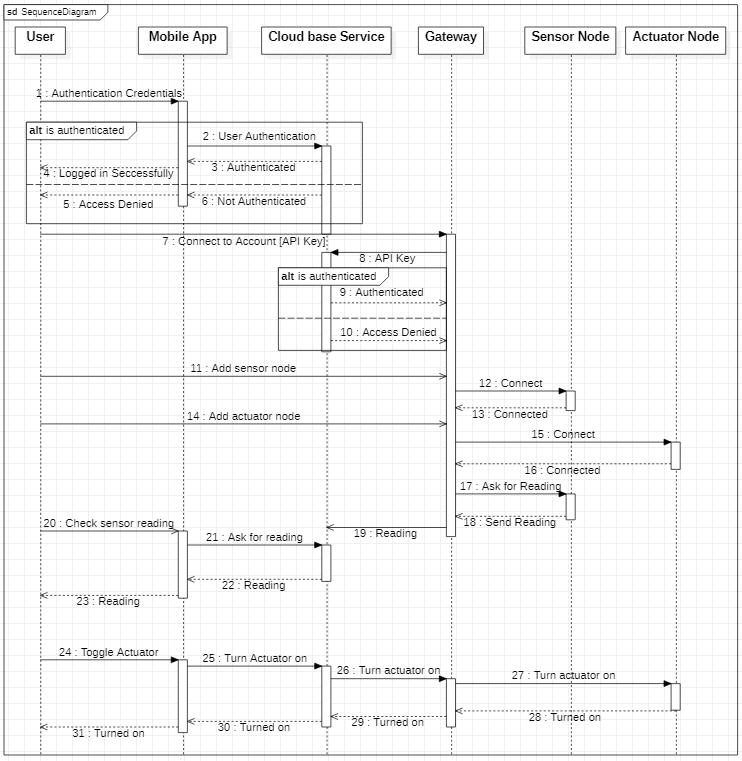 sd SequenceDiagram
User
Mobile App
Cloud base Service
Gateway
Sensor Node
Actuator Node
1 : Authentication Credentials
alt is authenticated
2 : User Authentication
3 : Authenticated
4 : Logged in Seccessfully
5 : Access Denied
6 : Not Authenticated
7 : Connect to Account [API Key]
8 : API Key
alt is authenticated
9 : Authenticated
10 : Access Denied
11 : Add sensor node
12 : Connect
13 : Connected
14 : Add actuator node
15 : Connect
16 : Connected
17 : Ask for Reading
18 : Send Reading
19 : Reading
20 : Check sensor reading
21 : Ask for reading
22 : Reading
23 : Reading
24 : Toggle Actuator
25 : Turn Actuator on
26 : Turn actuator on
27 : Turn actuator on
28 : Turned on
29 : Turned on
30 : Turned on
31 : Turned on